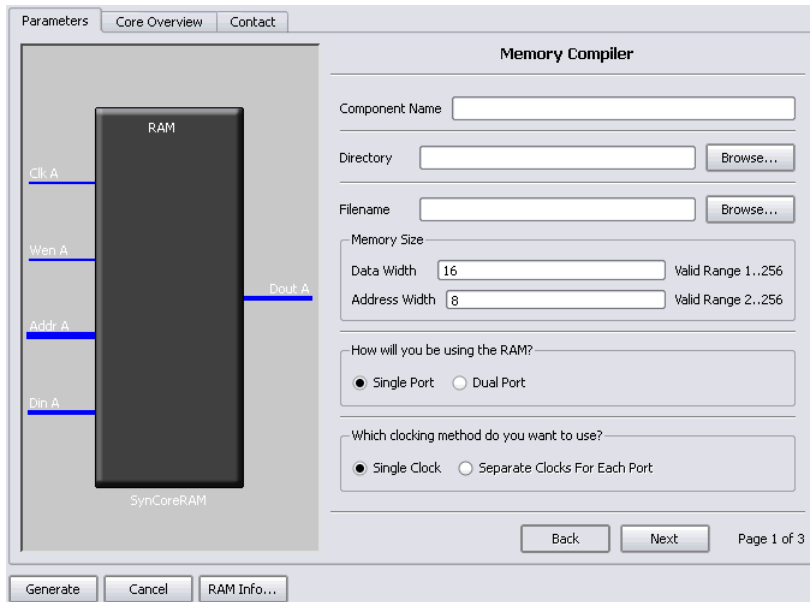 Parameters Core Overview Contact
RAM
Clk A
Wen A
Addr A
Din A
Dout A
SynCoreRAM
Memory Compiler
Component Name
Directory Browse...
Filename Browse...
Memory Size
Data Width 16 Valid Range 1..256
Address Width 8 Valid Range 2..256
How will you be using the RAM?
Single Port Dual Port
Which clocking method do you want to use?
Single Clock Separate Clocks For Each Port
Back Next Page 1 of 3
Generate Cancel RAM Info...